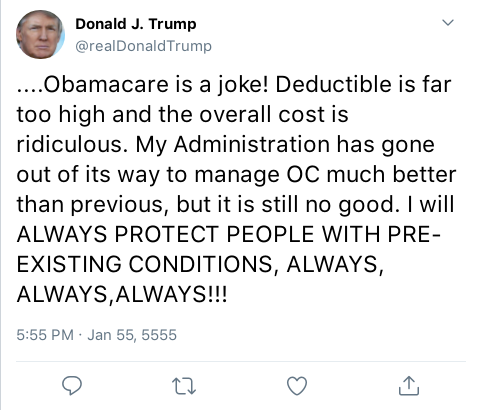 Donald J. Trump
@realDonaldTrump
....Obamacare is a joke! Deductible is far
too high and the overall cost is
ridiculous. My Administration has gone
out of its way to manage OC much better
than previous, but it is still no good. I will
ALWAYS PROTECT PEOPLE WITH PRE-
EXISTING CONDITIONS, ALWAYS,
ALWAYS,ALWAYS!!!
5:55 PM · Jan 55, 5555